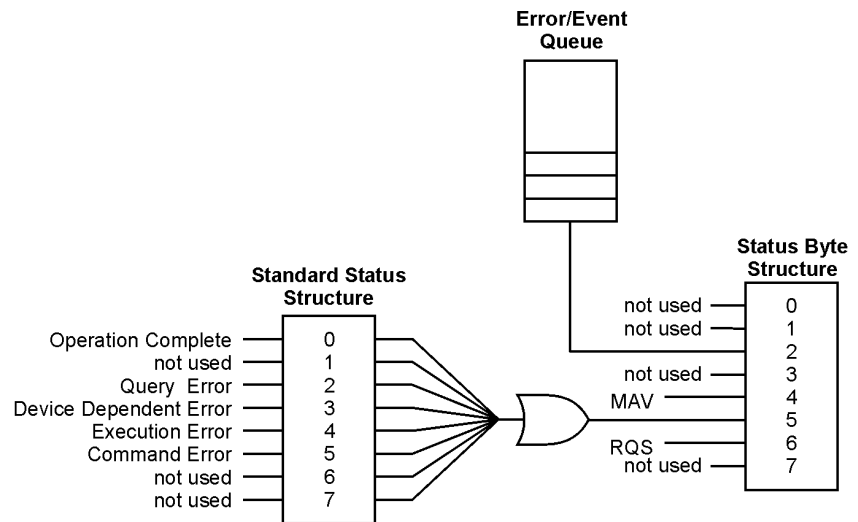 Error/Event
Queue
Status Byte
Structure
not used 0
not used 1
2
not used 3
MAV 4
5
RQS 6
not used 7
Standard Status
Structure
Operation Complete 0
not used 1
Query Error 2
Device Dependent Error 3
Execution Error 4
Command Error 5
not used 6
not used 7